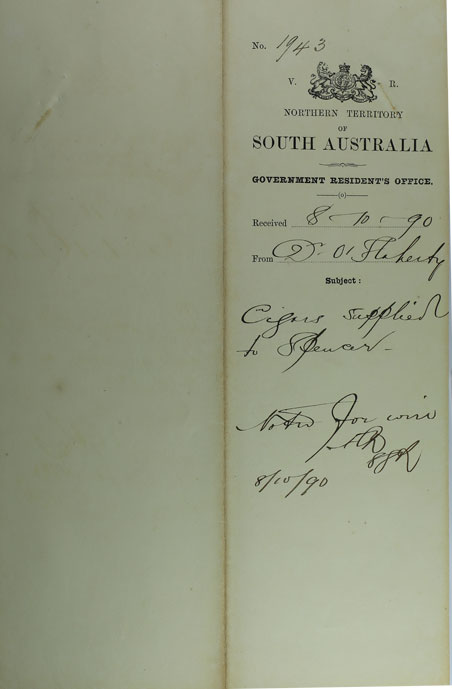 No. 1943
V. R.
NORTHERN TERRITORY
OF
SOUTH AUSTRALIA
GOVERNMENT RESIDENT'S OFFICE.
(o)
Received 8-10-90
From Dr. O'Flaherty
Subject:
Cigars supplied
to Spencer-
Noted for
8/10/90